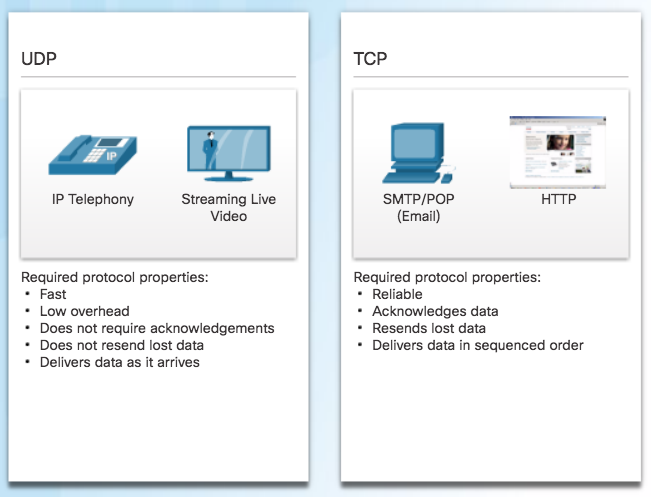 UDP
IP
IP Telephony
Streaming Live
Video
Required protocol properties:
▪ Fast
▪ Low overhead
▪ Does not require acknowledgements
▪ Does not resend lost data
▪ Delivers data as it arrives
TCP
SMTP/POP
(Email)
HTTP
Required protocol properties:
▪ Reliable
▪ Acknowledges data
▪ Resends lost data
▪ Delivers data in sequenced order